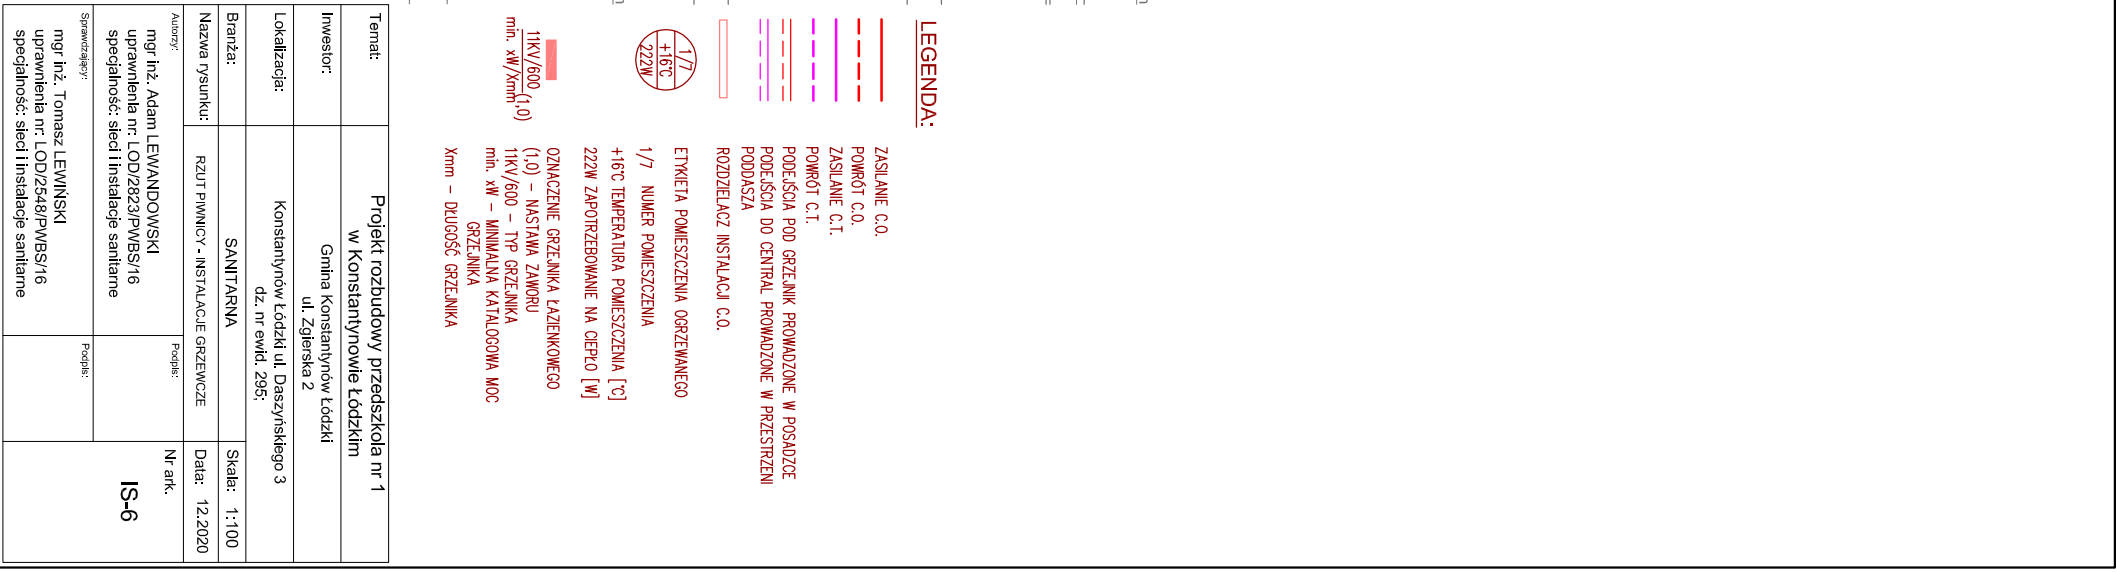 LEGENDA:
ZASILANIE C.O.
POWRÓT C.O.
ZASILANIE C.T.
POWRÓT C.T.
PODEJŚCIA POD GRZEJNIK PROWADZONE W POSADZCE
PODEJŚCIA DO CENTRAL PROWADZONE W PRZESTRZENI
PODDASZA
ROZDZIELACZ INSTALACJI C.O.
1/7
+16°C
222W
ETYKIETA POMIESZCZENIA OGRZEWANEGO
1/7 NUMER POMIESZCZENIA
+16°C TEMPERATURA POMIESZCZENIA [°C]
222W ZAPOTRZEBOWANIE NA CIEPŁO [W]
11KV/600 (1,0)
min. xW/Xmm
OZNACZENIE GRZEJNIKA ŁAZIENKOWEGO
(1,0) – NASTAWA ZAWORU
11KV/600 – TYP GRZEJNIKA
min. xW – MINIMALNA KATALOGOWA MOC
GRZEJNIKA
Xmm – DŁUGOŚĆ GRZEJNIKA
Temat: Projekt rozbudowy przedszkola nr 1
w Konstantynowie Łódzkim
Inwestor: Gmina Konstantynów Łódzki
ul. Zgierska 2
Lokalizacja: Konstantynów Łódzki ul. Daszyńskiego 3
dz. nr ewid. 295;
Branża: SANITARNA Skala: 1:100
Nazwa rysunku: RZUT PIWNICY - INSTALACJE GRZEWCZE Data: 12.2020
Autorzy: Podpis: Nr ark.
mgr inż. Adam LEWANDOWSKI
uprawnienia nr: LOD/2823/PWBS/16
specjalność: sieci i instalacje sanitarne
IS-6
Sprawdzający: Podpis:
mgr inż. Tomasz LEWIŃSKI
uprawnienia nr: LOD/2548/PWBS/16
specjalność: sieci i instalacje sanitarne